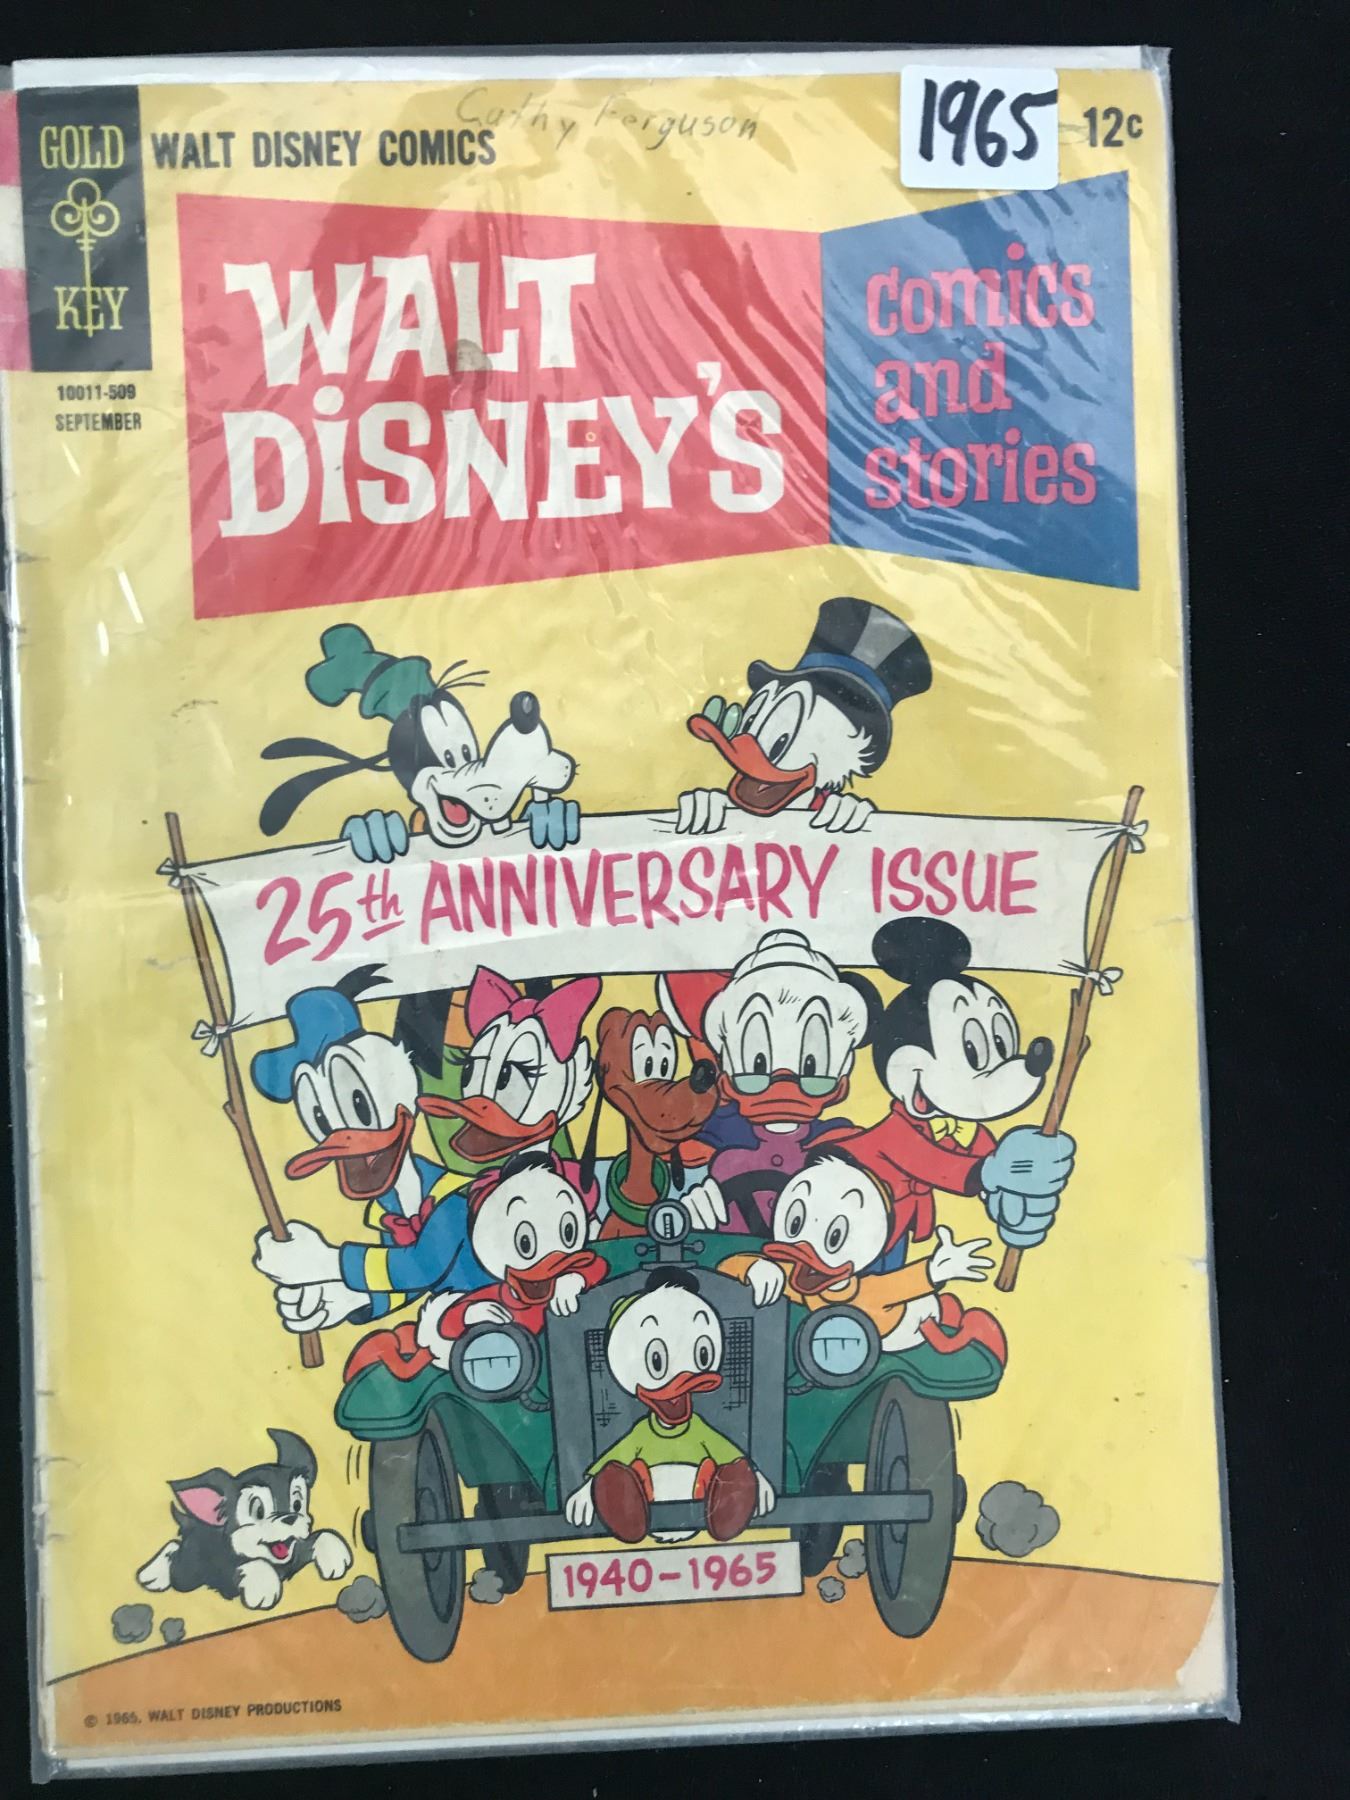 Cathy Ferguson
1965
12c
GOLD
KEY
WALT DISNEY COMICS
10011-509
SEPTEMBER
WALT
DiSNEY'S
comics
and
stories
25th ANNIVERSARY ISSUE
1940-1965
© 1965, WALT DISNEY PRODUCTIONS